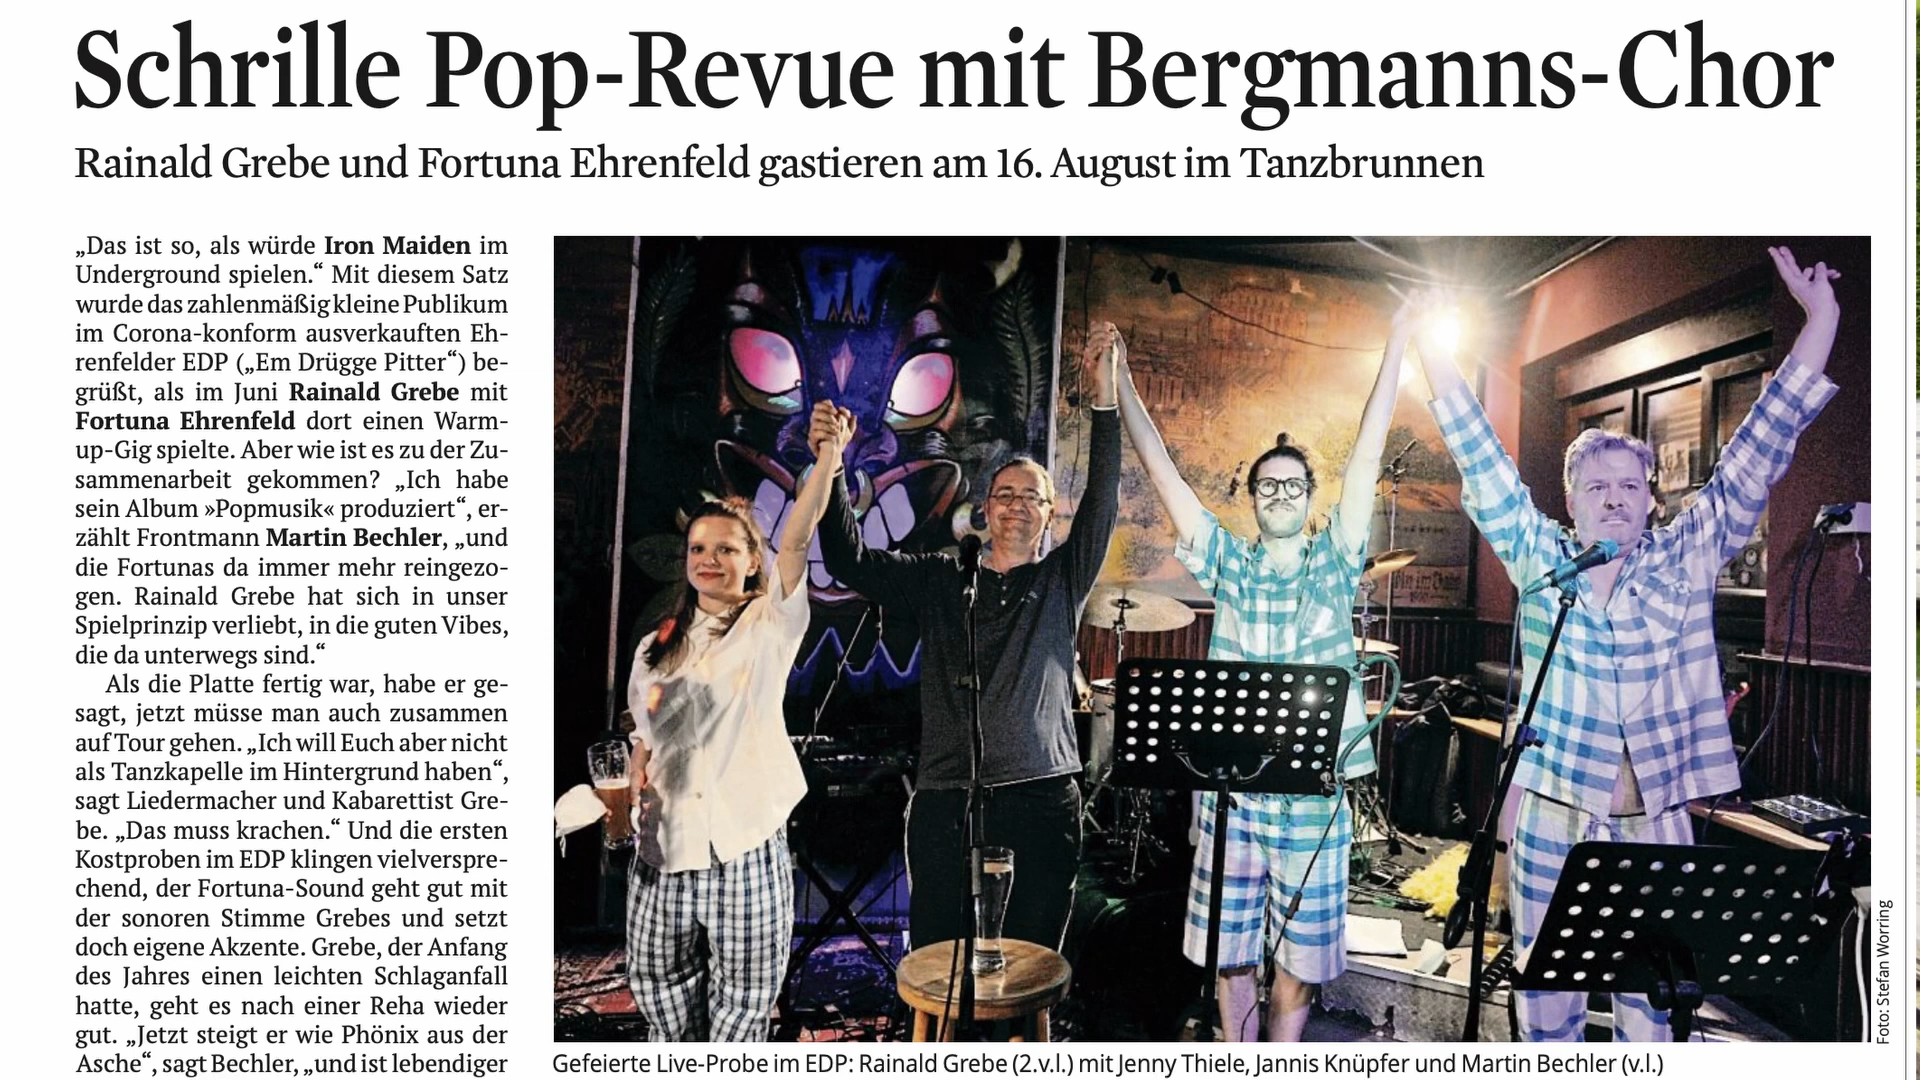 Schrille Pop-Revue mit Bergmanns-Chor
Rainald Grebe und Fortuna Ehrenfeld gastieren am 16. August im Tanzbrunnen
„Das ist so, als würde Iron Maiden im
Underground spielen.“ Mit diesem Satz
wurde das zahlenmäßig kleine Publikum
im Corona-konform ausverkauften Eh-
renfelder EDP („Em Drügge Pitter“) be-
grüßt, als im Juni Rainald Grebe mit
Fortuna Ehrenfeld dort einen Warm-
up-Gig spielte. Aber wie ist es zu der Zu-
sammenarbeit gekommen? „Ich habe
sein Album »Popmusik« produziert“, er-
zählt Frontmann Martin Bechler, „und
die Fortunas da immer mehr reingezo-
gen. Rainald Grebe hat sich in unser
Spielprinzip verliebt, in die guten Vibes,
die da unterwegs sind.“
Als die Platte fertig war, habe er ge-
sagt, jetzt müsse man auch zusammen
auf Tour gehen. „Ich will Euch aber nicht
als Tanzkapelle im Hintergrund haben“,
sagt Liedermacher und Kabarettist Gre-
be. „Das muss krachen.“ Und die ersten
Kostproben im EDP klingen vielverspre-
chend, der Fortuna-Sound geht gut mit
der sonoren Stimme Grebes und setzt
doch eigene Akzente. Grebe, der Anfang
des Jahres einen leichten Schlaganfall
hatte, geht es nach einer Reha wieder
gut. „Jetzt steigt er wie Phönix aus der
Asche“, sagt Bechler, „und ist lebendiger
Foto: Stefan Worring
Gefeierte Live-Probe im EDP: Rainald Grebe (2.v.l.) mit Jenny Thiele, Jannis Knüpfer und Martin Bechler (v.l.)